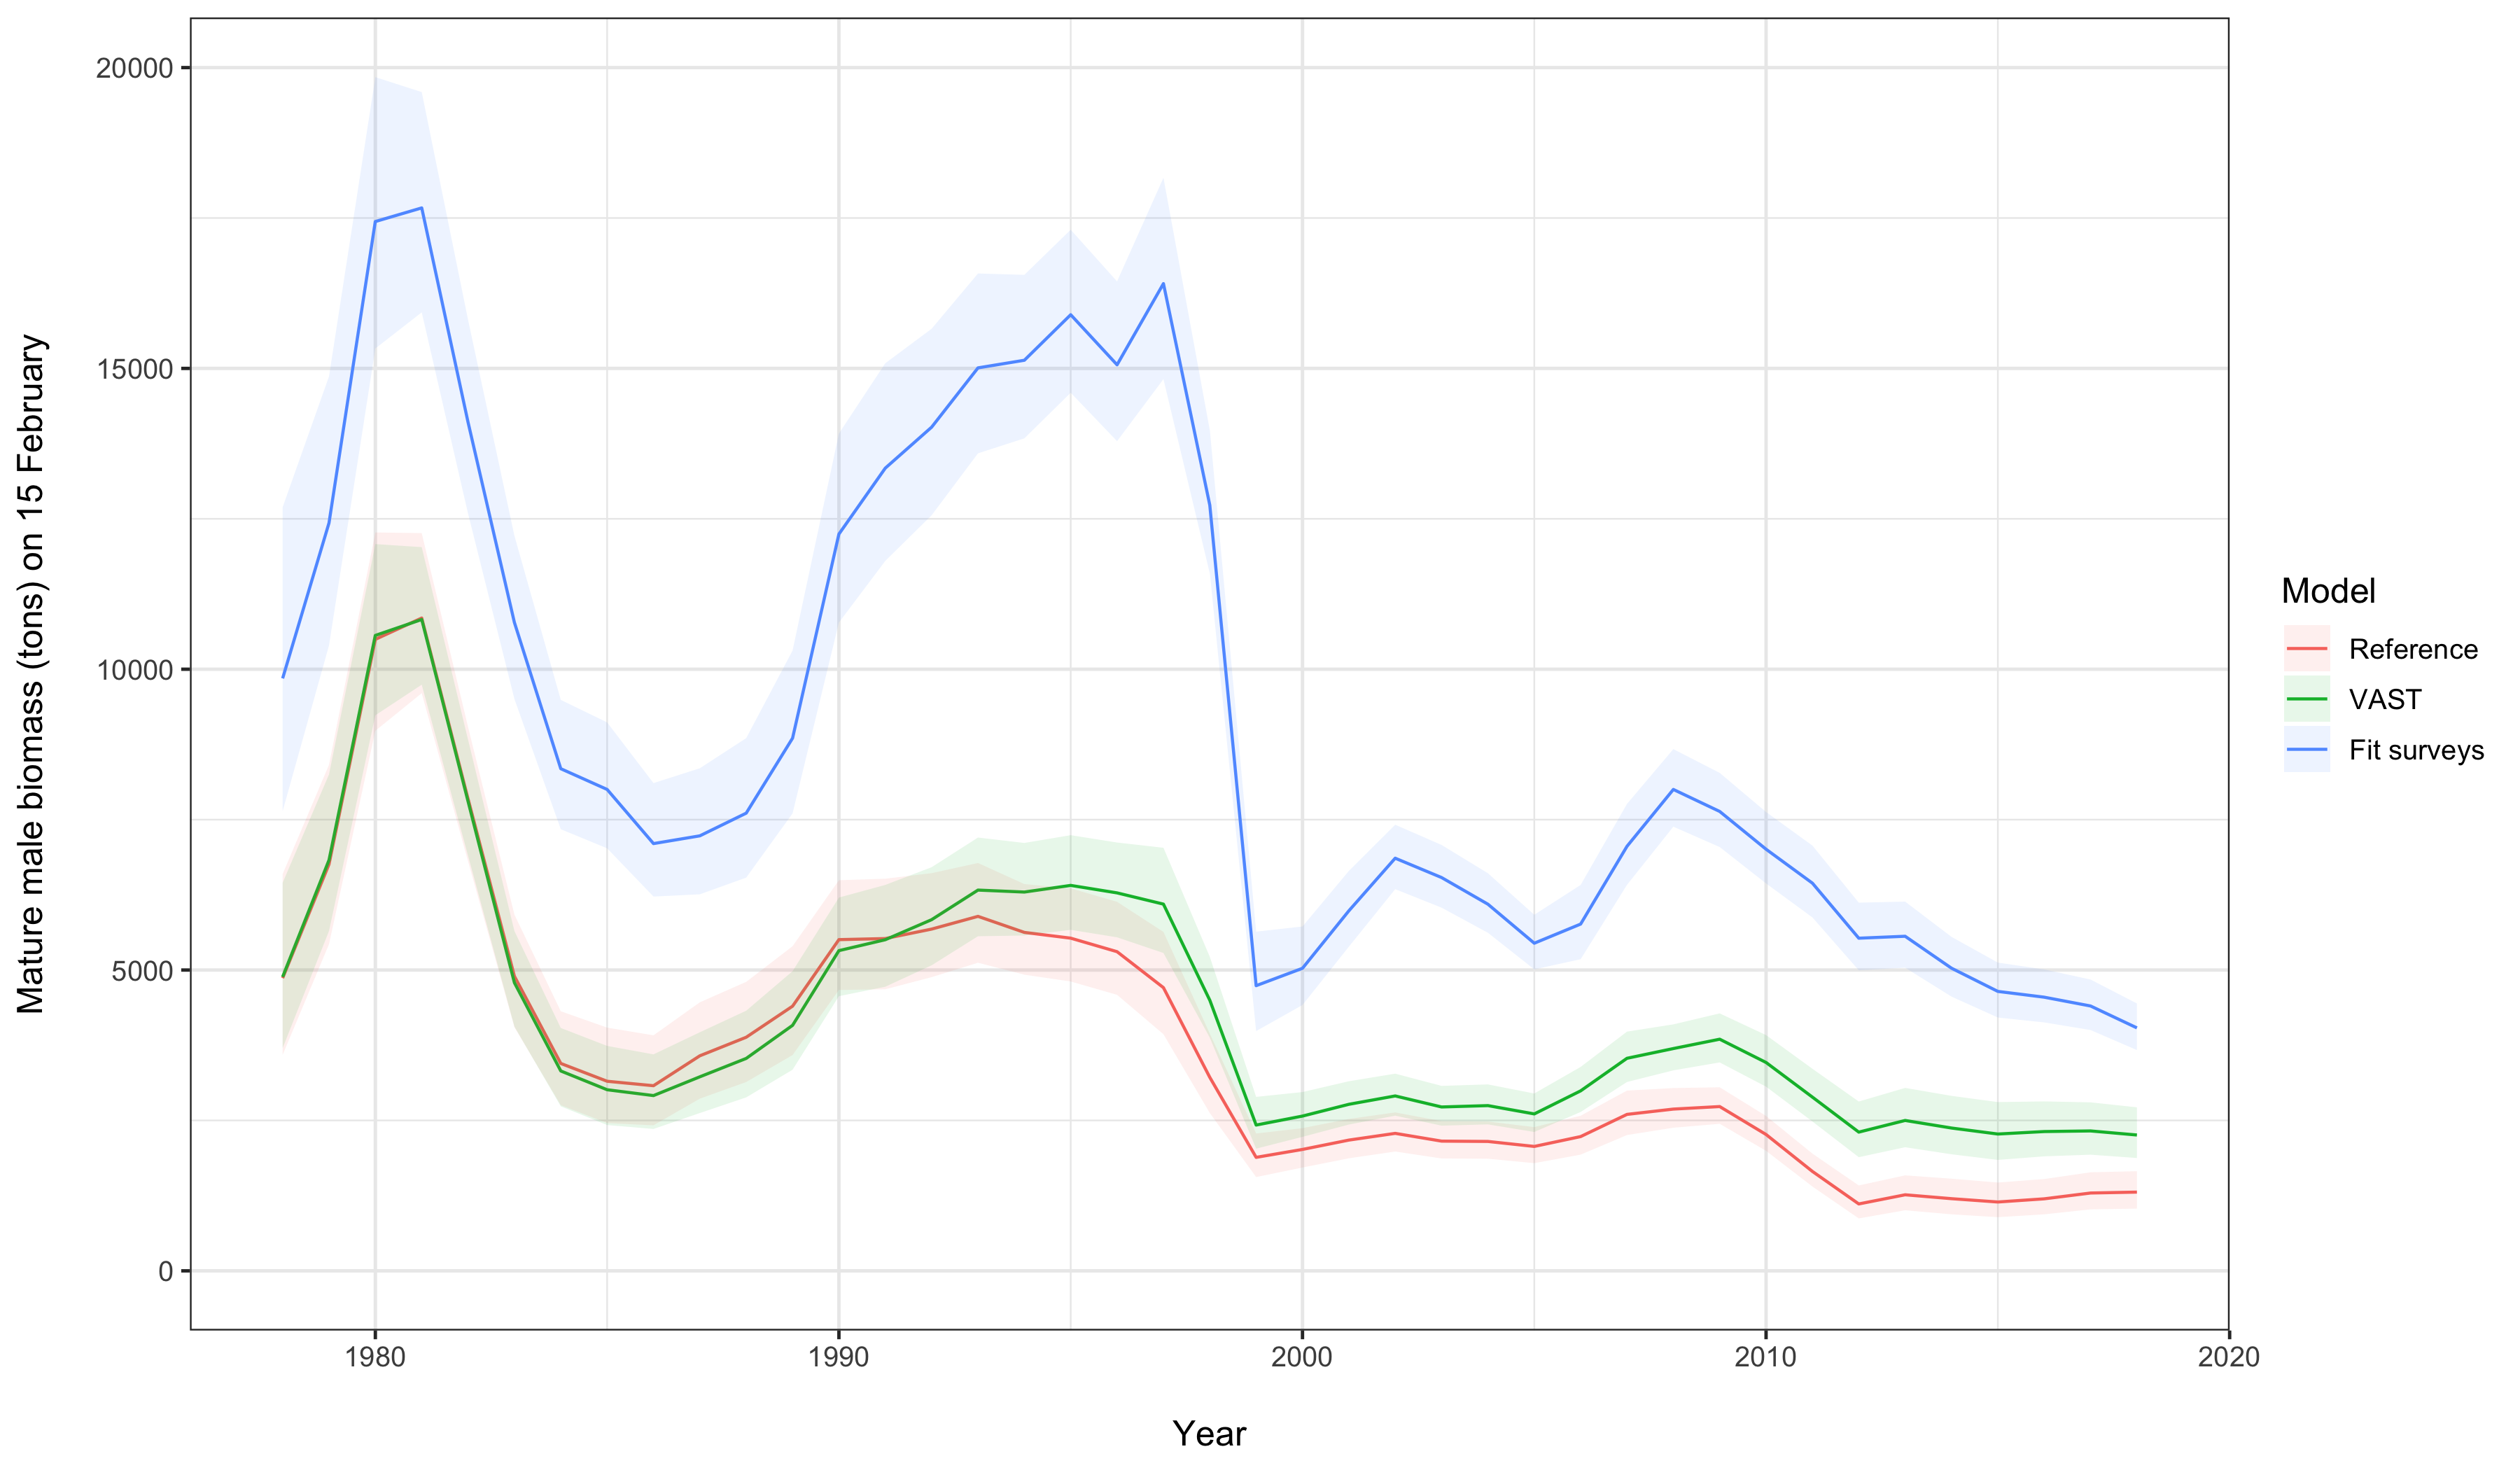 Mature male biomass (tons) on 15 February
20000
15000
10000
5000
0
1980 1990 2000 2010 2020
Year
Model
Reference
VAST
Fit surveys